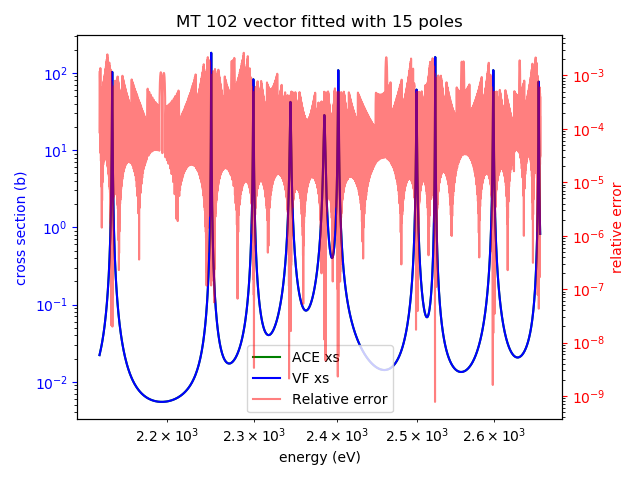 MT 102 vector fitted with 15 poles
cross section (b)
10²
10¹
10⁰
10⁻¹
10⁻²
10⁻³
10⁻⁴
10⁻⁵
10⁻⁶
10⁻⁷
10⁻⁸
10⁻⁹
relative error
ACE xs
VF xs
Relative error
2.2 × 10³ 2.3 × 10³ 2.4 × 10³ 2.5 × 10³ 2.6 × 10³
energy (eV)